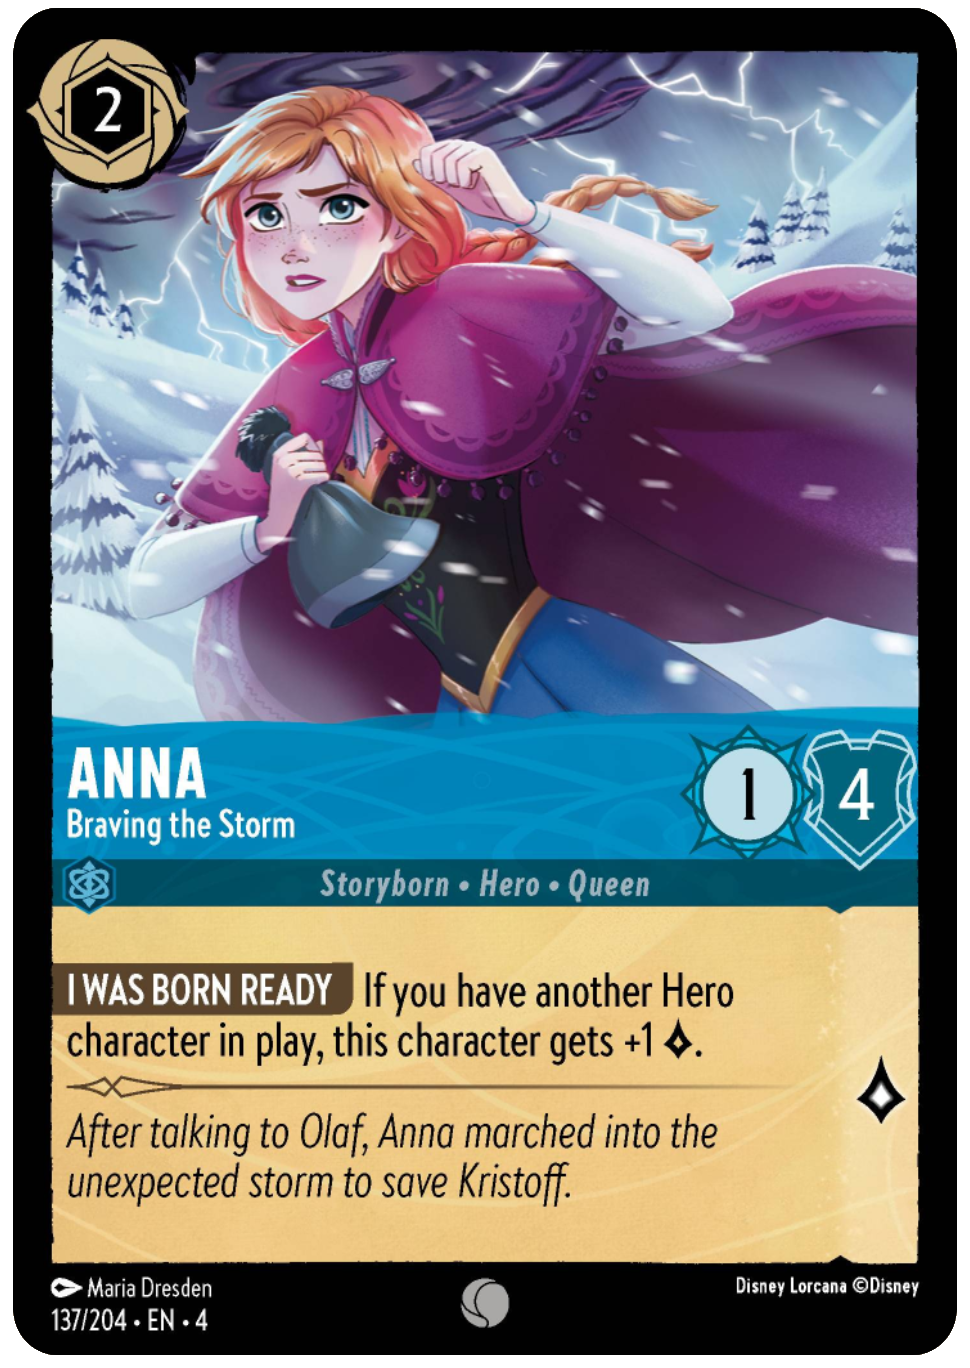 2
ANNA
Braving the Storm
1
4
Storyborn • Hero • Queen
I WAS BORN READY If you have another Hero
character in play, this character gets +1 .
After talking to Olaf, Anna marched into the
unexpected storm to save Kristoff.
Maria Dresden
137/204 • EN • 4
Disney Lorcana ©Disney